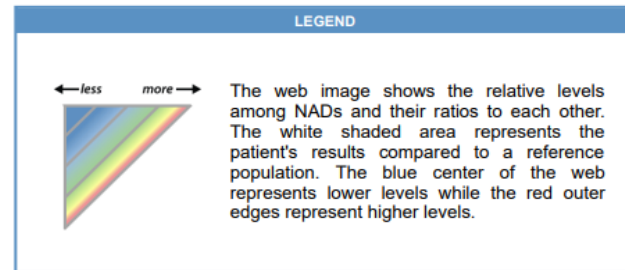 LEGEND
←less more→
The web image shows the relative levels
among NADs and their ratios to each other.
The white shaded area represents the
patient's results compared to a reference
population. The blue center of the web
represents lower levels while the red outer
edges represent higher levels.